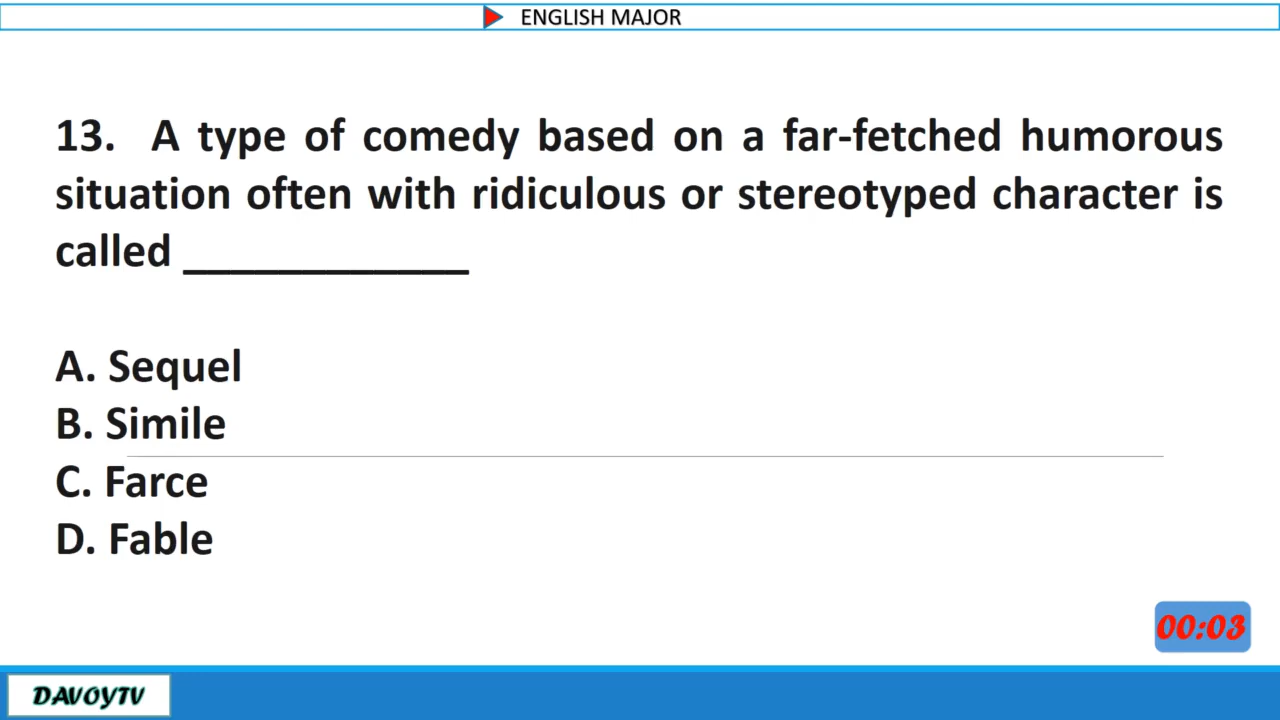 ENGLISH MAJOR
13. A type of comedy based on a far-fetched humorous
situation often with ridiculous or stereotyped character is
called ____________
A. Sequel
B. Simile
C. Farce
D. Fable
00:03
DAVOYTV